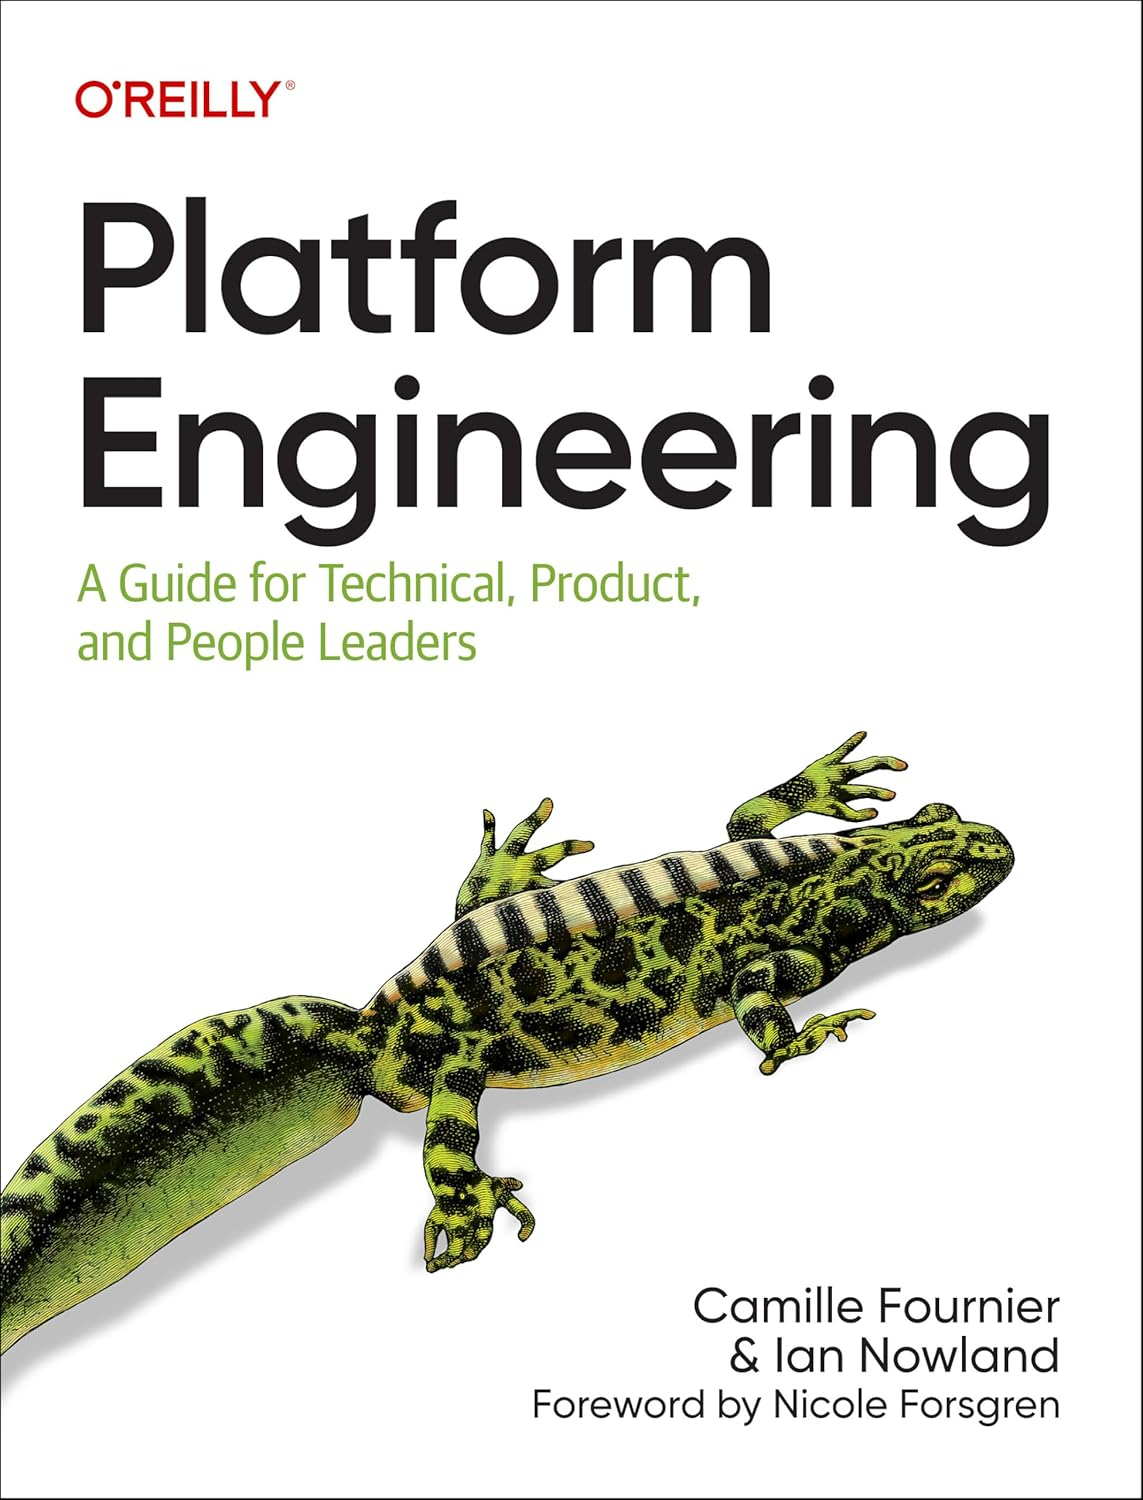 O'REILLY®
Platform
Engineering
A Guide for Technical, Product,
and People Leaders
Camille Fournier
& Ian Nowland
Foreword by Nicole Forsgren